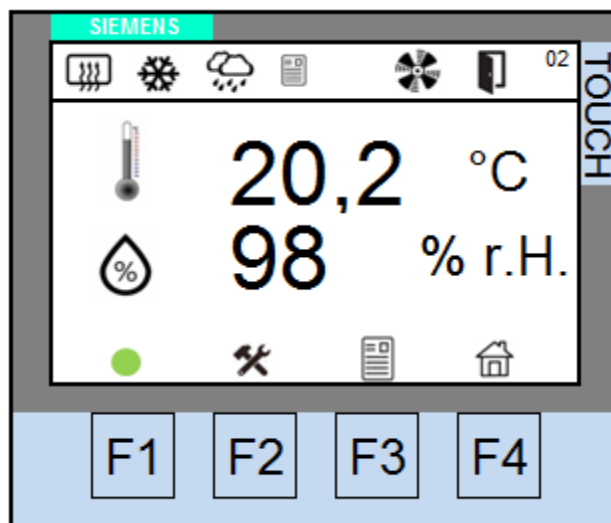 SIEMENS
02
TOUCH
20,2 °C
98 % r.H.
%
F1 F2 F3 F4